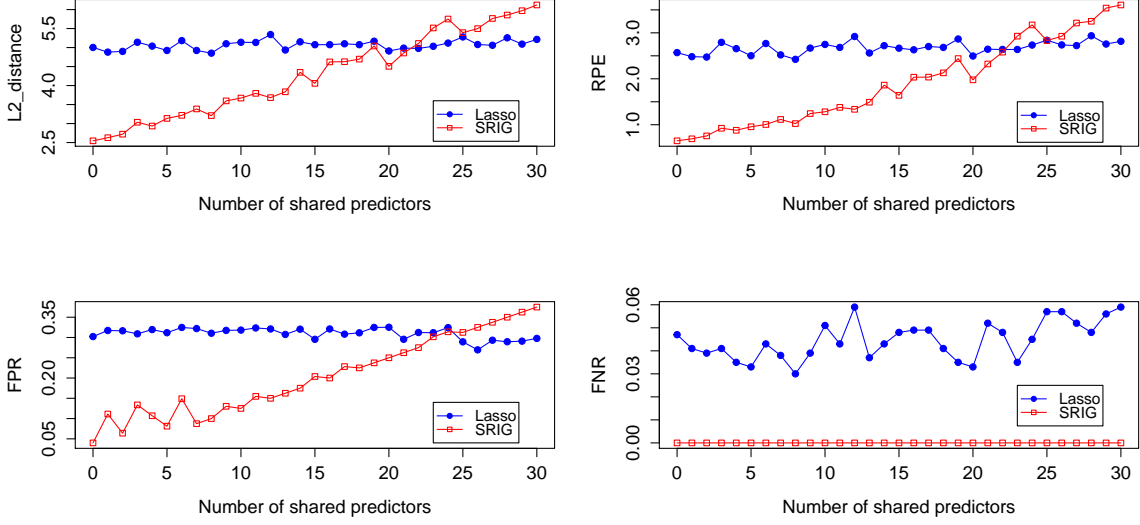 L2_distance
2.5 4.0 5.5
0 5 10 15 20 25 30
Number of shared predictors
Lasso
SRIG
RPE
1.0 2.0 3.0
0 5 10 15 20 25 30
Number of shared predictors
Lasso
SRIG
FPR
0.05 0.20 0.35
0 5 10 15 20 25 30
Number of shared predictors
Lasso
SRIG
FNR
0.00 0.03 0.06
0 5 10 15 20 25 30
Number of shared predictors
Lasso
SRIG